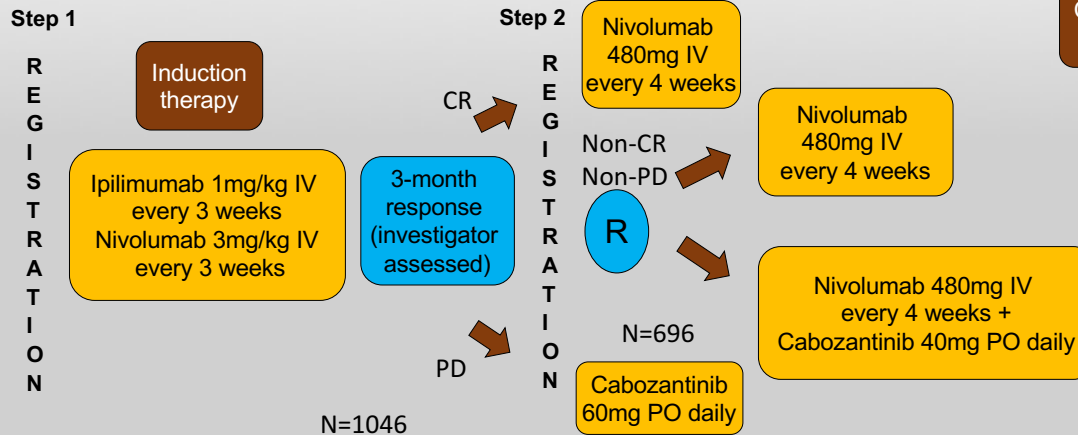 Step 1
REGISTRATION
Induction
therapy
Ipilimumab 1mg/kg IV
every 3 weeks
Nivolumab 3mg/kg IV
every 3 weeks
3-month
response
(investigator
assessed)
CR
PD
N=1046
Step 2
REGISTRATION
Nivolumab
480mg IV
every 4 weeks
Non-CR
Non-PD
R
N=696
Cabozantinib
60mg PO daily
Nivolumab
480mg IV
every 4 weeks
Nivolumab 480mg IV
every 4 weeks +
Cabozantinib 40mg PO daily